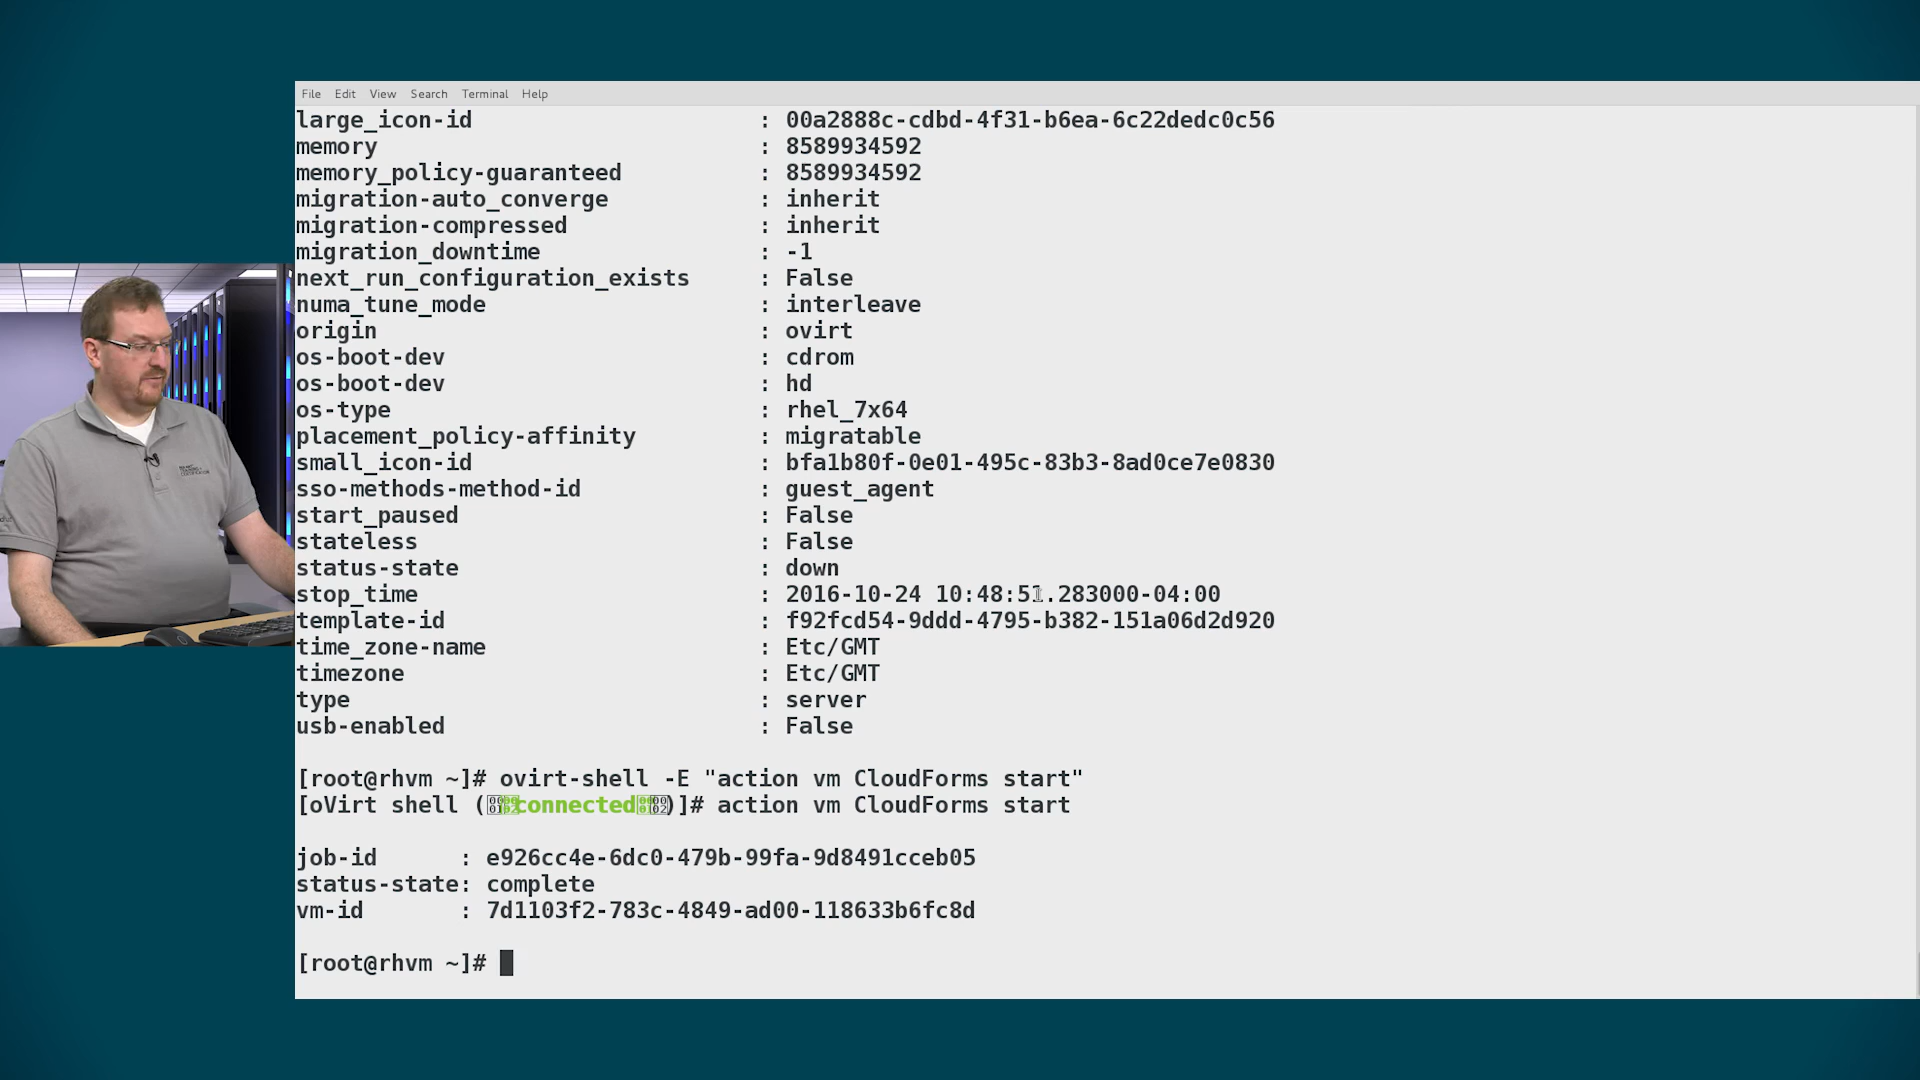 File Edit View Search Terminal Help
large_icon-id : 00a2888c-cdbd-4f31-b6ea-6c22dedc0c56
memory : 8589934592
memory_policy-guaranteed : 8589934592
migration-auto_converge : inherit
migration-compressed : inherit
migration_downtime : -1
next_run_configuration_exists : False
numa_tune_mode : interleave
origin : ovirt
os-boot-dev : cdrom
os-boot-dev : hd
os-type : rhel_7x64
placement_policy-affinity : migratable
small_icon-id : bfa1b80f-0e01-495c-83b3-8ad0ce7e0830
sso-methods-method-id : guest_agent
start_paused : False
stateless : False
status-state : down
stop_time : 2016-10-24 10:48:51.283000-04:00
template-id : f92fcd54-9ddd-4795-b382-151a06d2d920
time_zone-name : Etc/GMT
timezone : Etc/GMT
type : server
usb-enabled : False
[root@rhvm ~]# ovirt-shell -E "action vm CloudForms start"
[oVirt shell (connected)]# action vm CloudForms start
job-id : e926cc4e-6dc0-479b-99fa-9d8491cceb05
status-state: complete
vm-id : 7d1103f2-783c-4849-ad00-118633b6fc8d
[root@rhvm ~]#